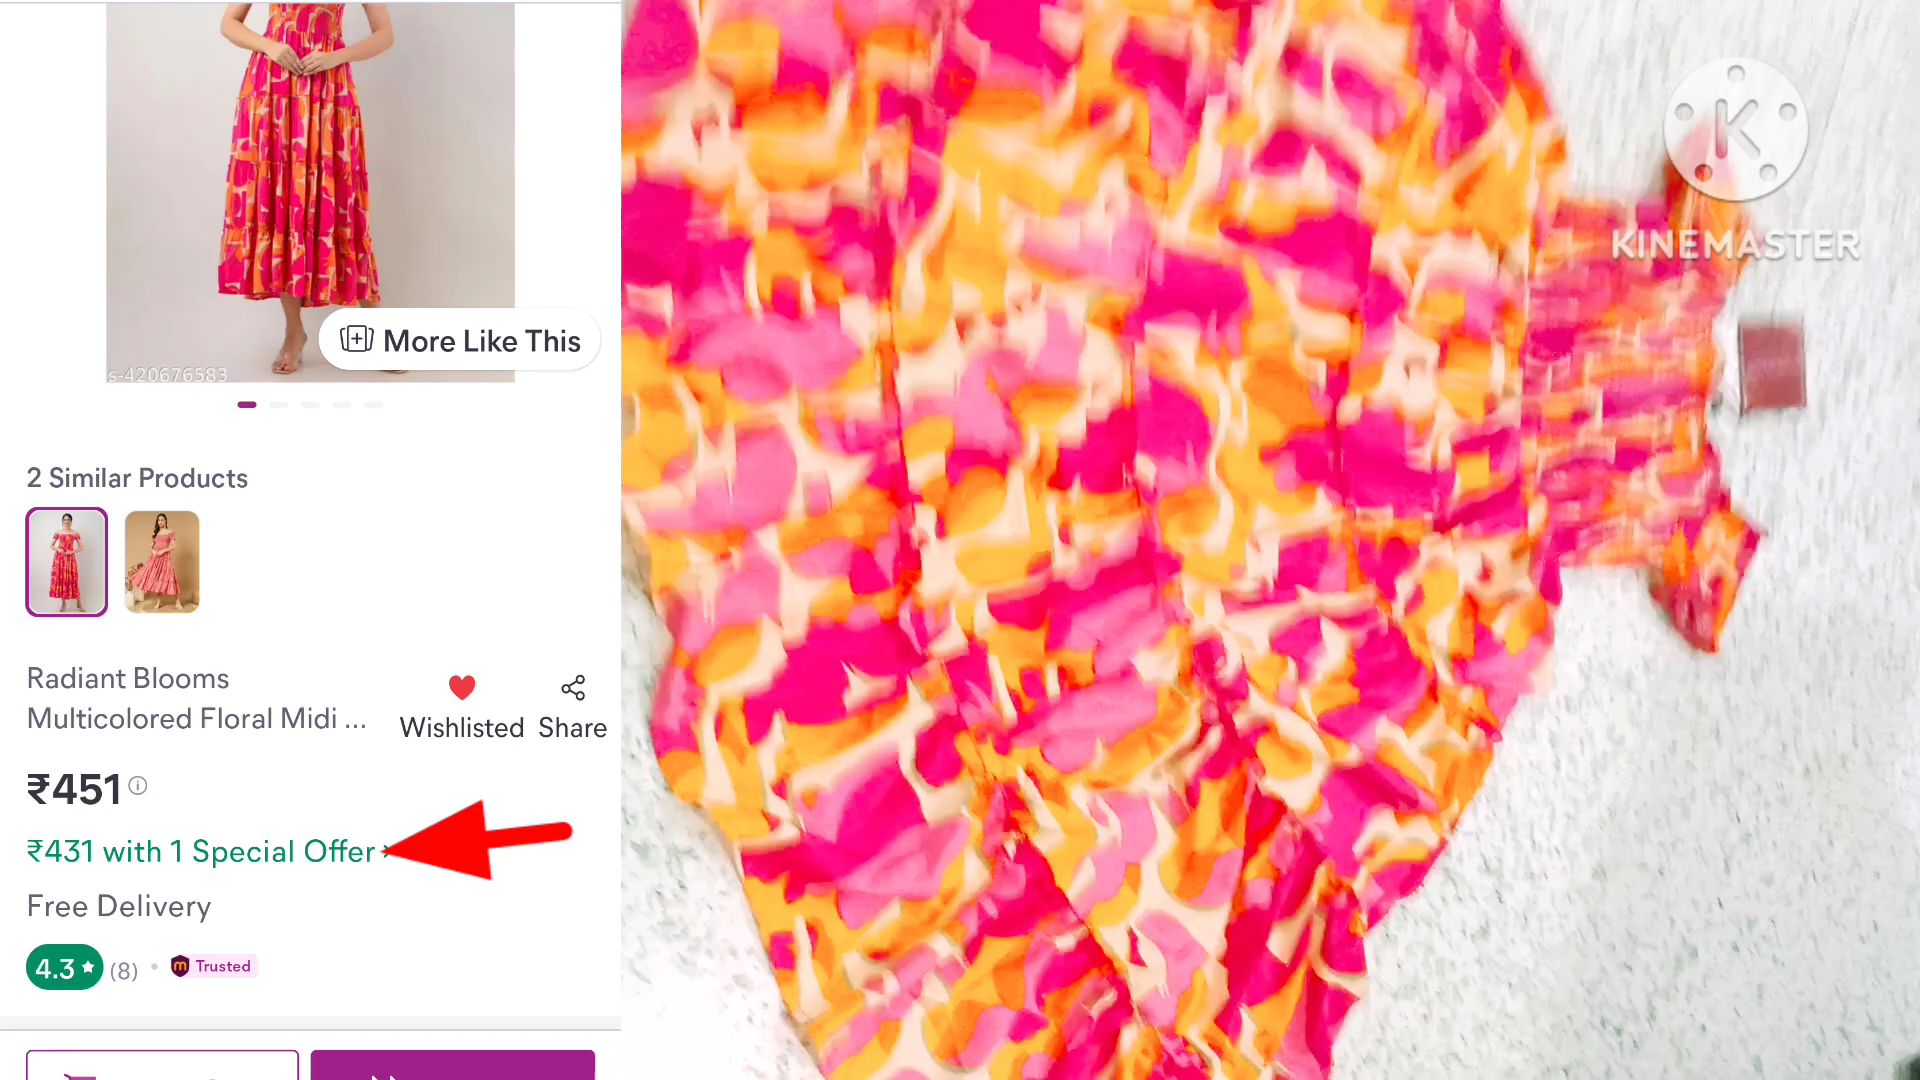 s-420676583
More Like This
2 Similar Products
Radiant Blooms
Multicolored Floral Midi ...
Wishlisted Share
₹451
₹431 with 1 Special Offer
Free Delivery
4.3 (8) • m Trusted
K
KINEMASTER